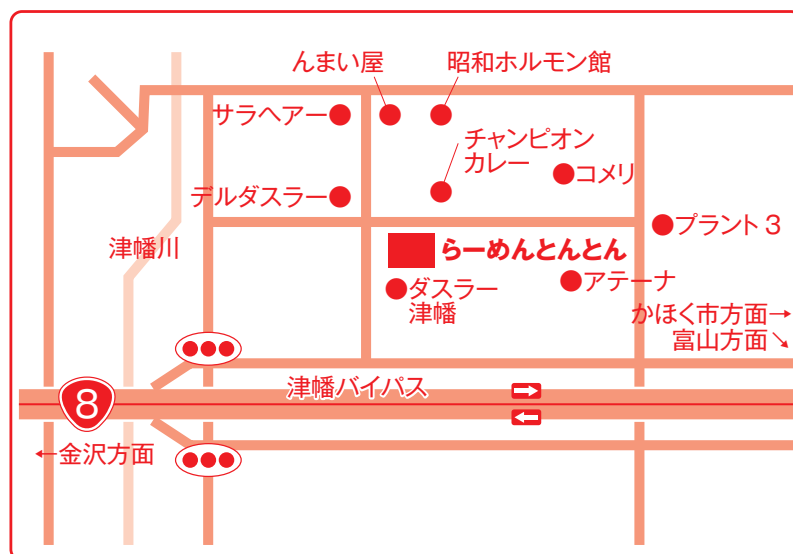 んまい屋
昭和ホルモン館
サラヘアー
チャンピオン
カレー
コメリ
デルダスラー
プラント3
津幡川
らーめんとんとん
アテーナ
ダスラー
津幡
かほく市方面→
富山方面↘
津幡バイパス
8
←金沢方面